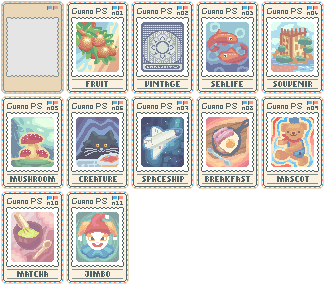 Guano PS n01
FRUIT
Guano PS n02
VINTAGE
Guano PS n03
SEALIFE
Guano PS n04
SOUVENIR
Guano PS n05
MUSHROOM
Guano PS n06
CREATURE
Guano PS n07
SPACESHIP
Guano PS n08
BREAKFAST
Guano PS n09
MASCOT
Guano PS n10
MATCHA
Guano PS n11
JIMBO